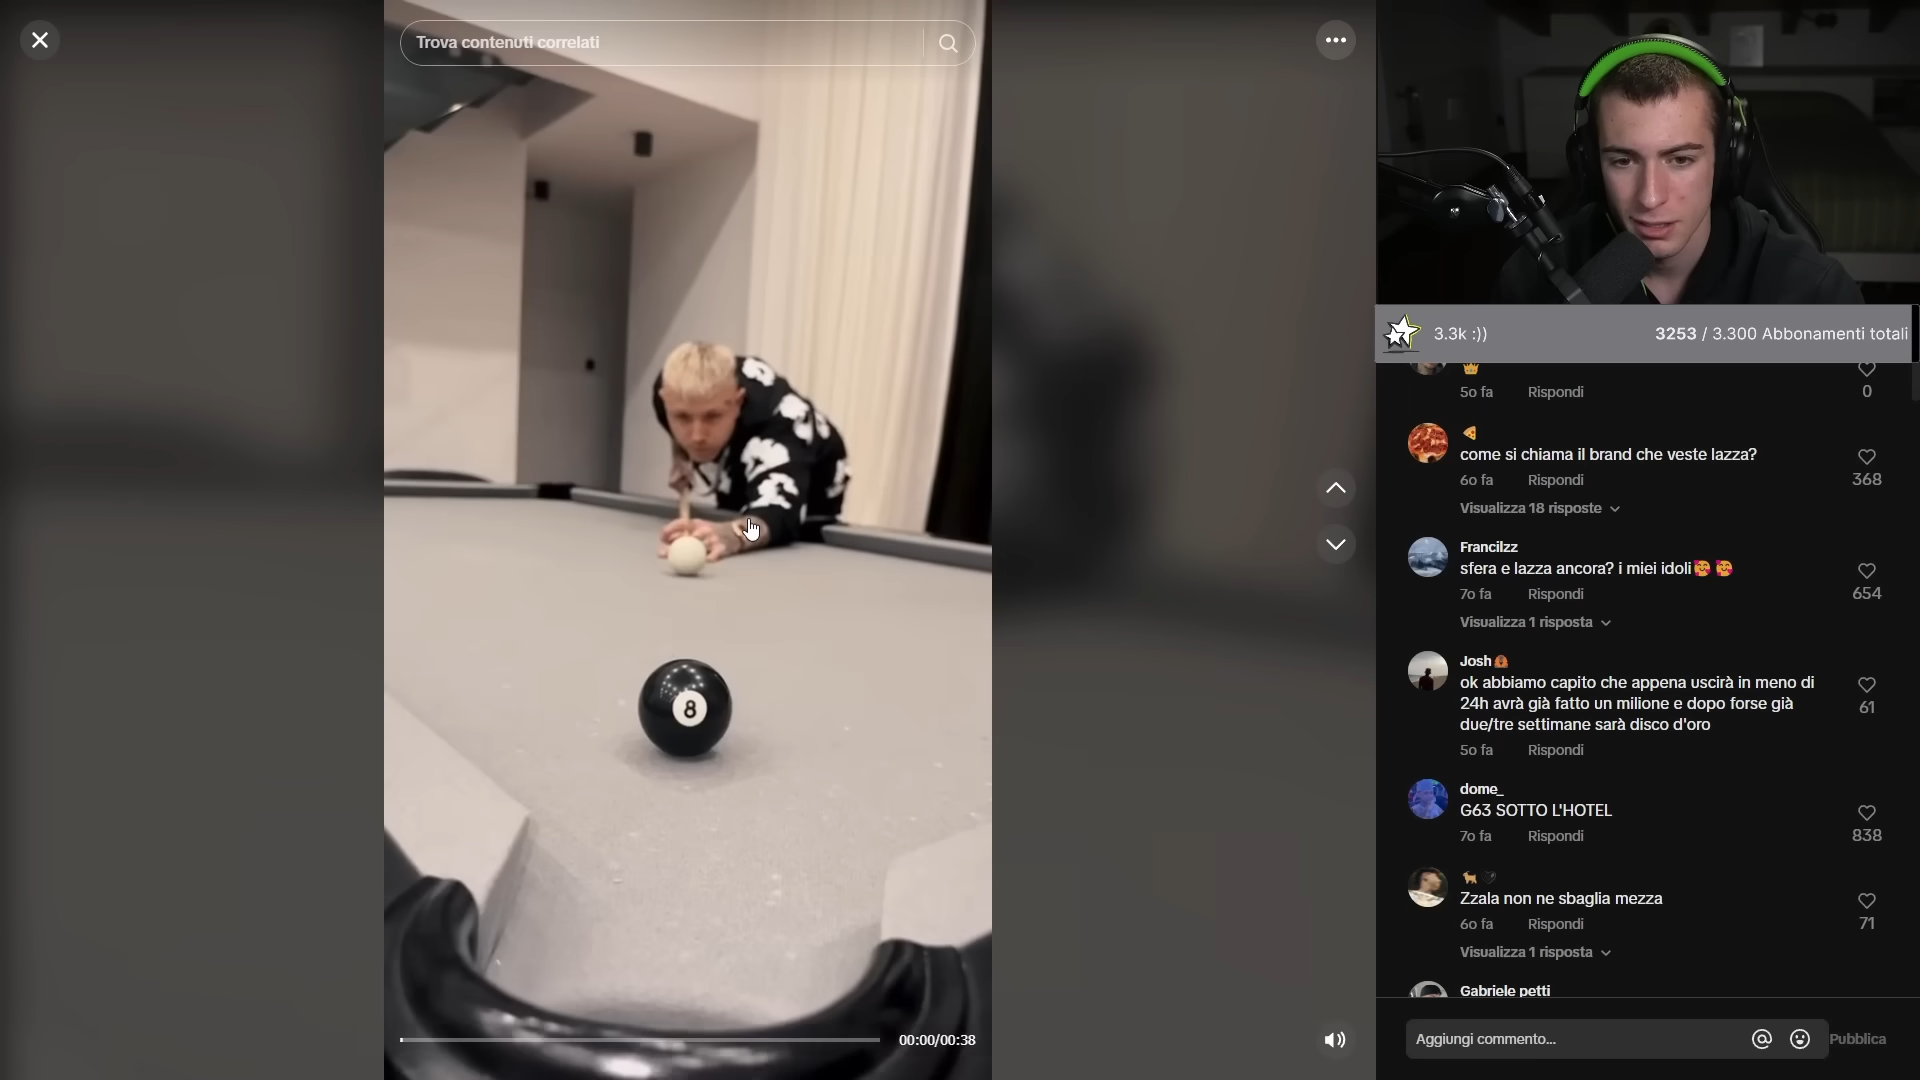 Trova contenuti correlati
8
00:00/00:38
3.3k :))
3253 / 3.300 Abbonamenti totali
5o fa Rispondi
0
come si chiama il brand che veste lazza?
6o fa Rispondi
368
Visualizza 18 risposte
Francilzz
sfera e lazza ancora? i miei idoli🥰🥰
7o fa Rispondi
654
Visualizza 1 risposta
Josh
ok abbiamo capito che appena uscirà in meno di
24h avrà già fatto un milione e dopo forse già
due/tre settimane sarà disco d'oro
61
5o fa Rispondi
dome_
G63 SOTTO L'HOTEL
7o fa Rispondi
838
Zzala non ne sbaglia mezza
6o fa Rispondi
71
Visualizza 1 risposta
Gabriele petti
Aggiungi commento...
Pubblica